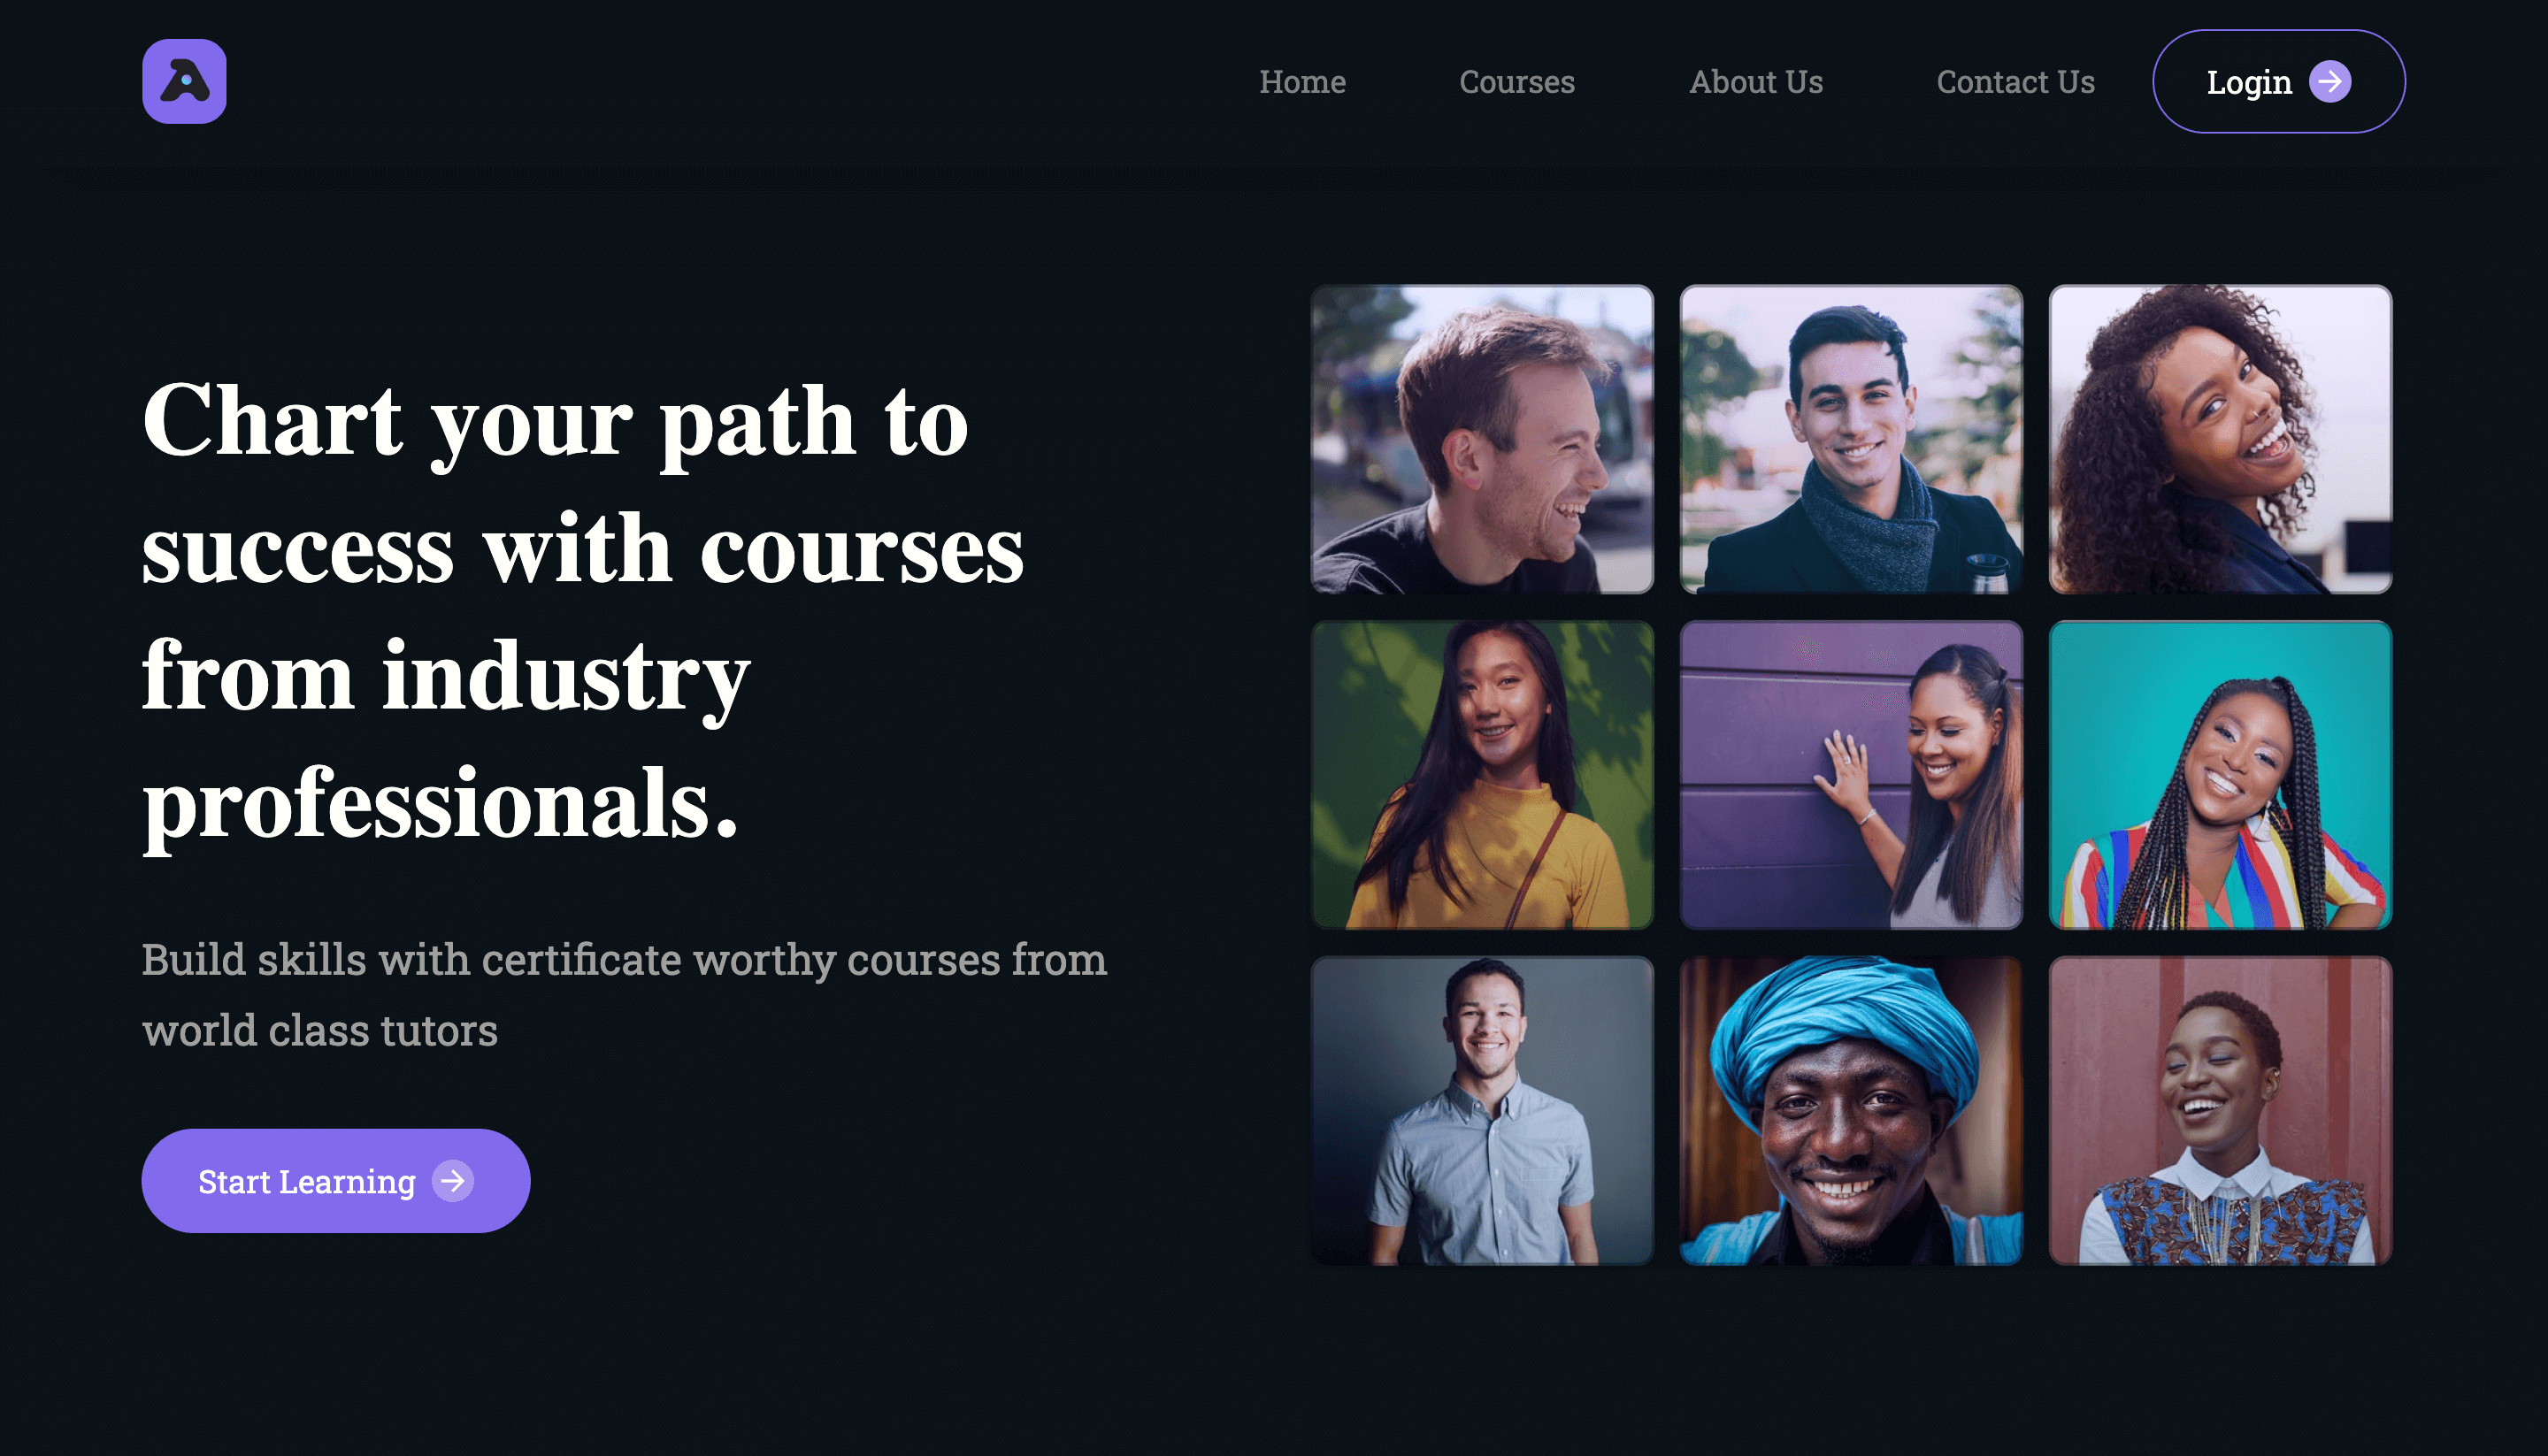 Home Courses About Us Contact Us Login
Chart your path to
success with courses
from industry
professionals.
Build skills with certificate worthy courses from
world class tutors
Start Learning